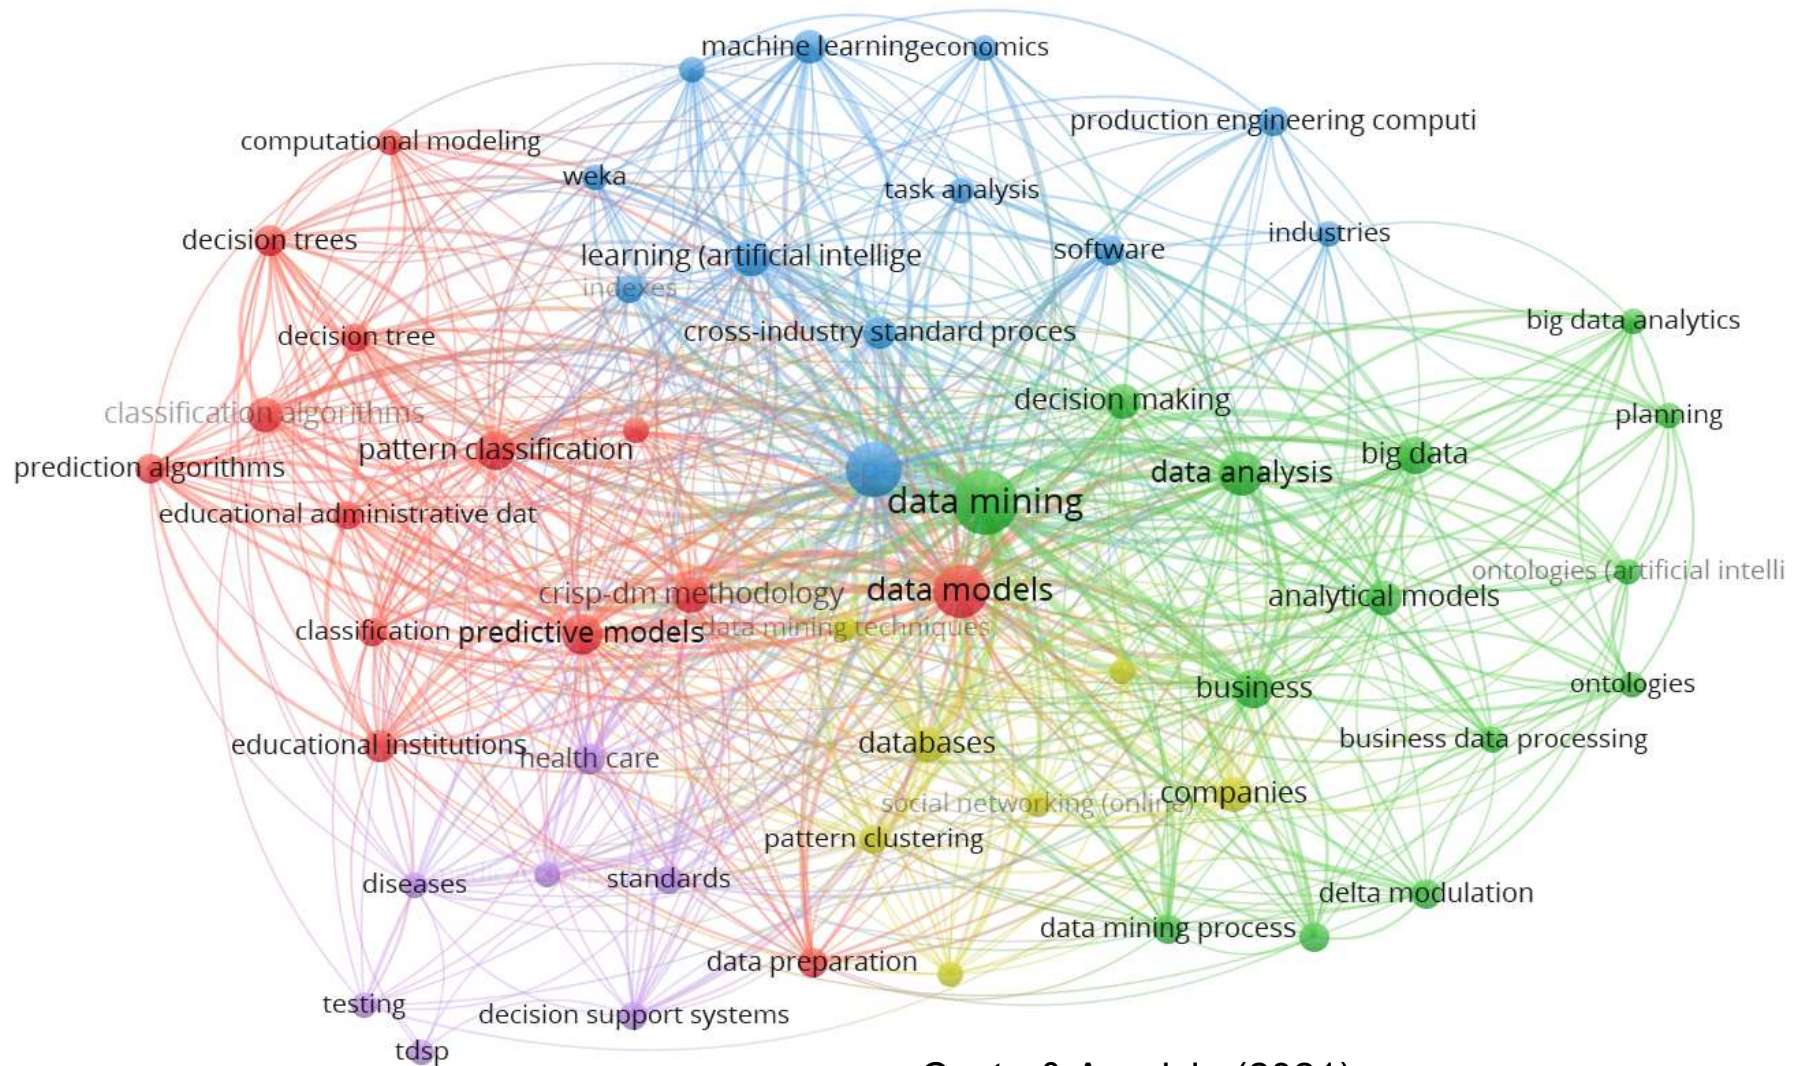 machine learning
economics
production engineering computi
computational modeling
weka
task analysis
decision trees
learning (artificial intellige
software
industries
indexes
big data analytics
decision tree
cross-industry standard proces
decision making
classification algorithms
planning
pattern classification
big data
prediction algorithms
data analysis
data mining
educational administrative dat
ontologies (artificial intelli
crisp-dm methodology
data models
analytical models
classification
predictive models
data mining techniques
business
ontologies
educational institutions
health care
databases
business data processing
social networking (online)
companies
pattern clustering
diseases
standards
delta modulation
data mining process
data preparation
testing
decision support systems
tdsp
(2021)